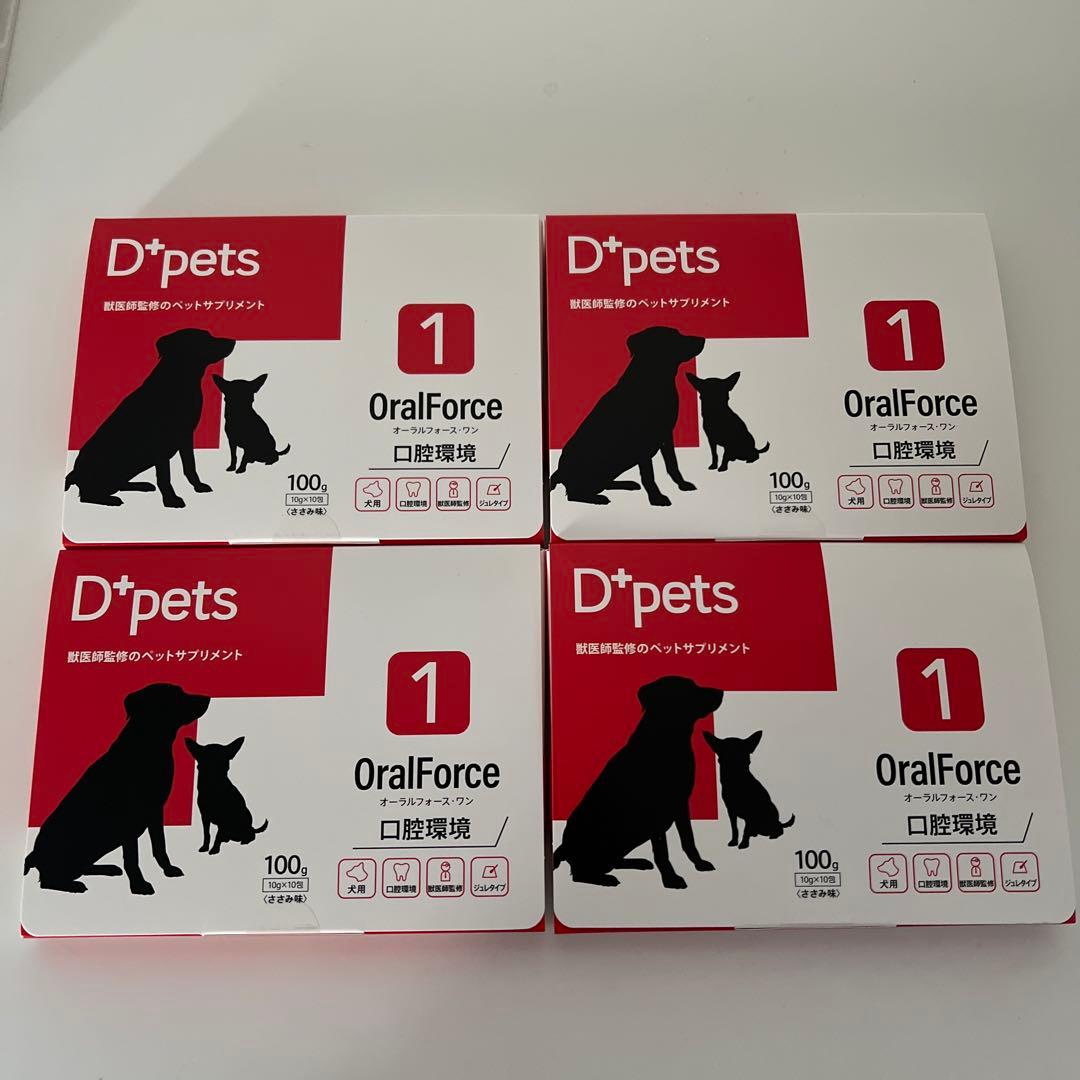 D+pets
獣医師監修のペットサプリメント
1
OralForce
オーラルフォース・ワン
口腔環境
100g
10g×10包
〈ささみ味〉
犬用
口腔環境
獣医師監修
ジュレタイプ
D+pets
獣医師監修のペットサプリメント
1
OralForce
オーラルフォース・ワン
口腔環境
100g
10g×10包
〈ささみ味〉
犬用
口腔環境
獣医師監修
ジュレタイプ
D+pets
獣医師監修のペットサプリメント
1
OralForce
オーラルフォース・ワン
口腔環境
100g
10g×10包
〈ささみ味〉
犬用
口腔環境
獣医師監修
ジュレタイプ
D+pets
獣医師監修のペットサプリメント
1
OralForce
オーラルフォース・ワン
口腔環境
100g
10g×10包
〈ささみ味〉
犬用
口腔環境
獣医師監修
ジュレタイプ